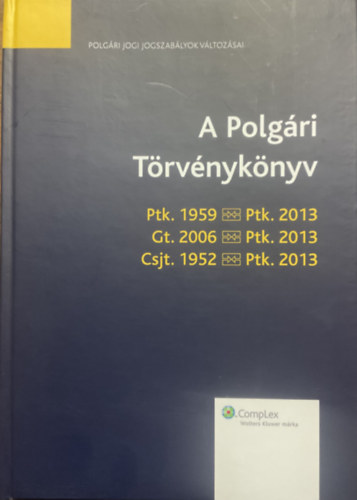 POLGÁRI JOGI JOGSZABÁLYOK VÁLTOZÁSAI
A Polgári
Törvénykönyv
Ptk. 1959 Ptk. 2013
Gt. 2006 Ptk. 2013
Csjt. 1952 Ptk. 2013
CompLex
Wolters Kluwer márka